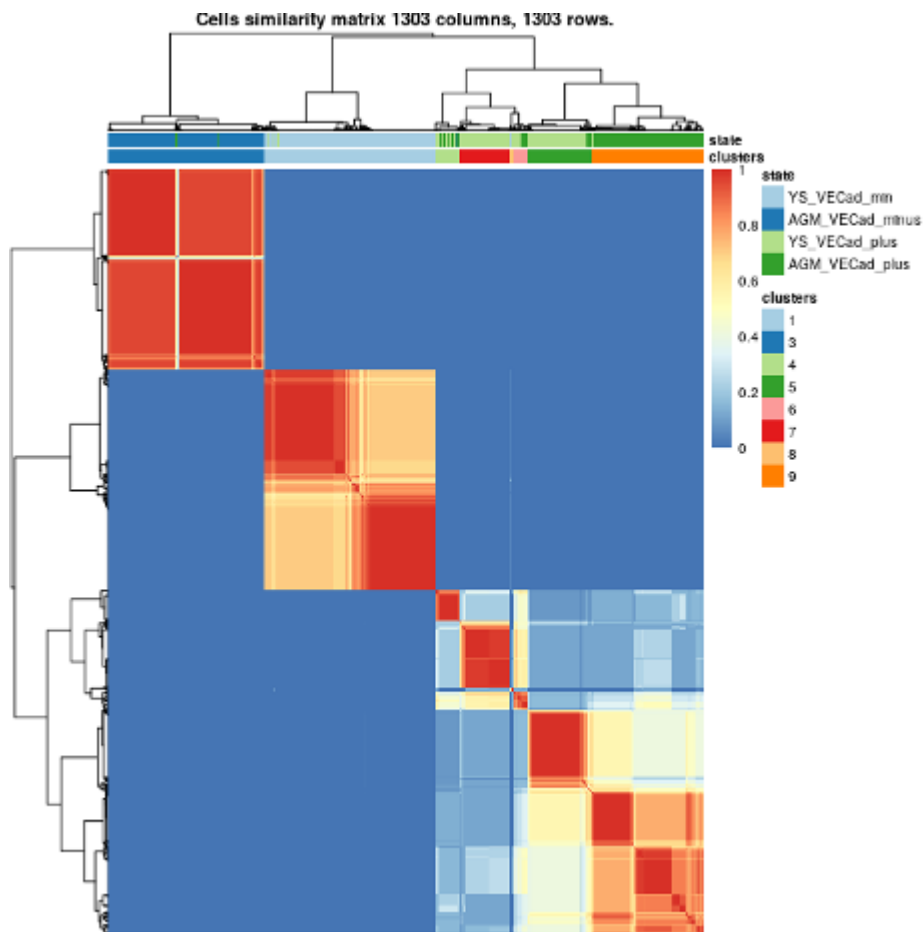 Cells similarity matrix 1303 columns, 1303 rows.
state
clusters
1
0.8
0.6
0.4
0.2
0
state
YS_VECad_mn
AGM_VECad_mnus
YS_VECad_plus
AGM_VECad_plus
clusters
1
3
4
5
6
7
8
9